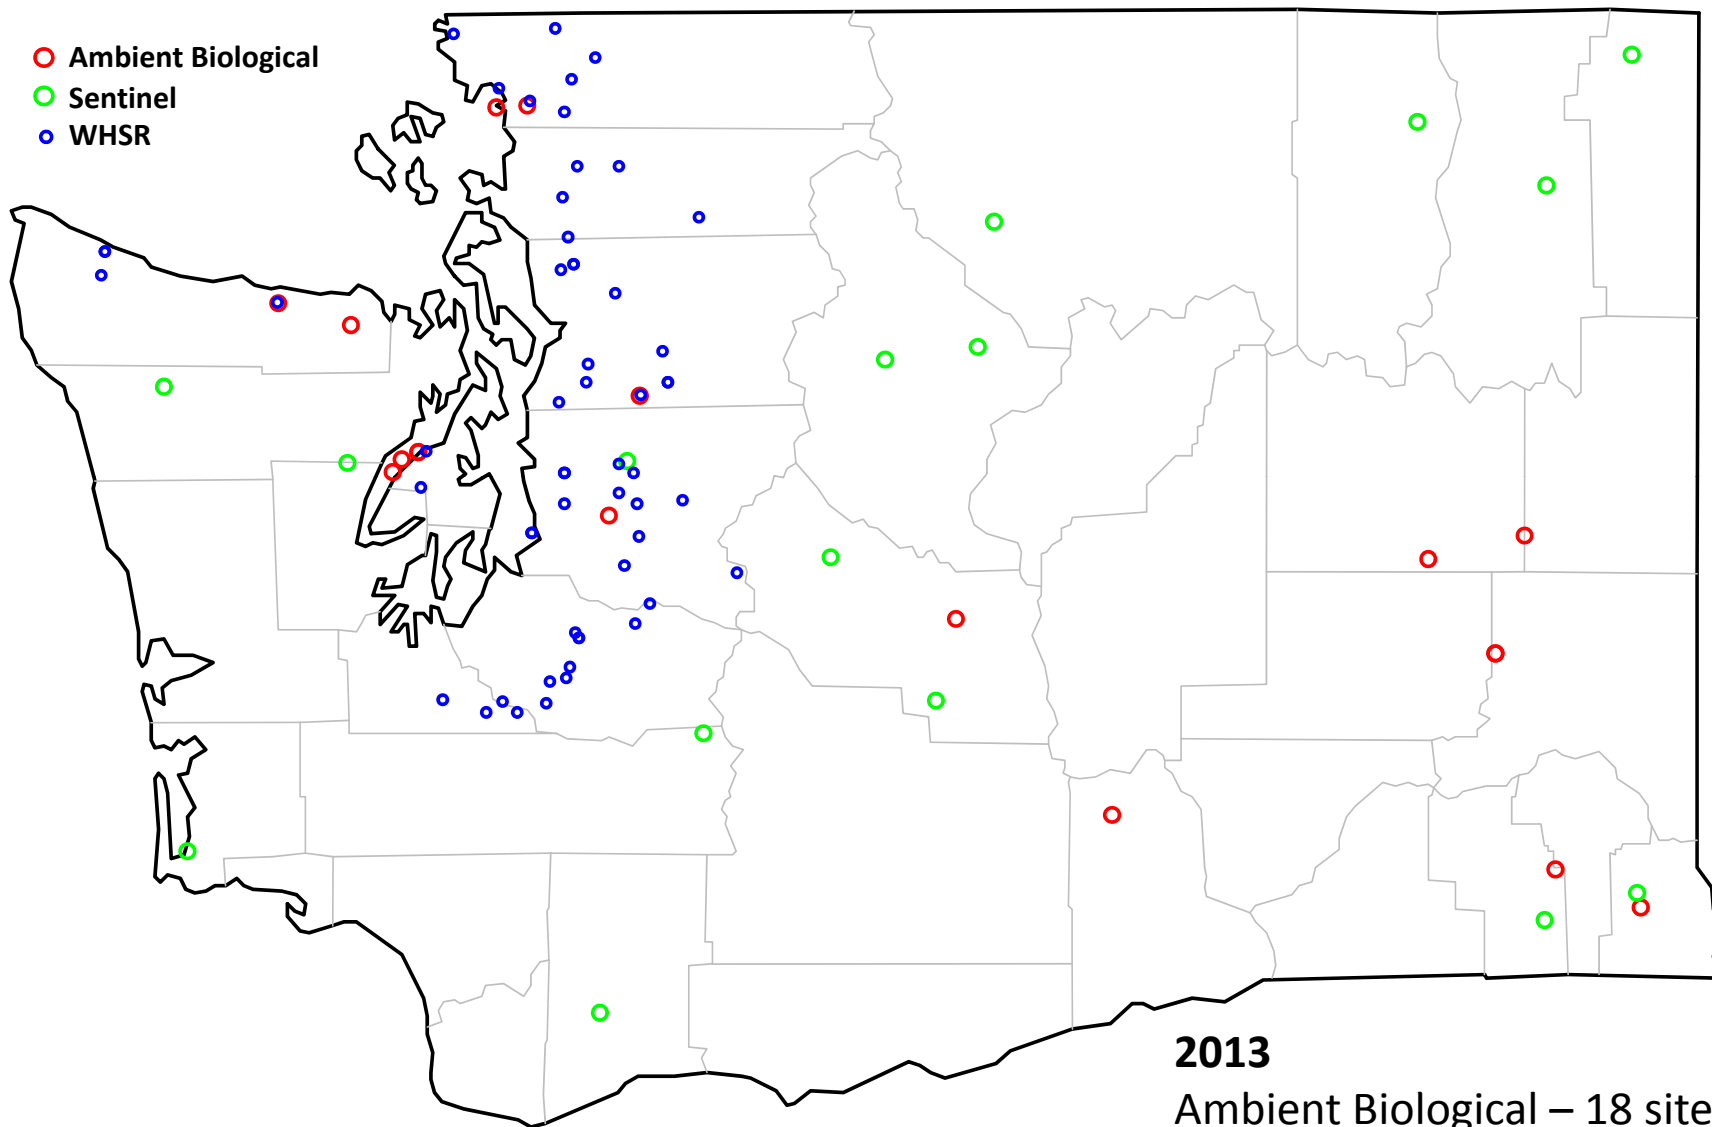 Ambient Biological
Sentinel
WHSR
2013
Ambient Biological – 18 site